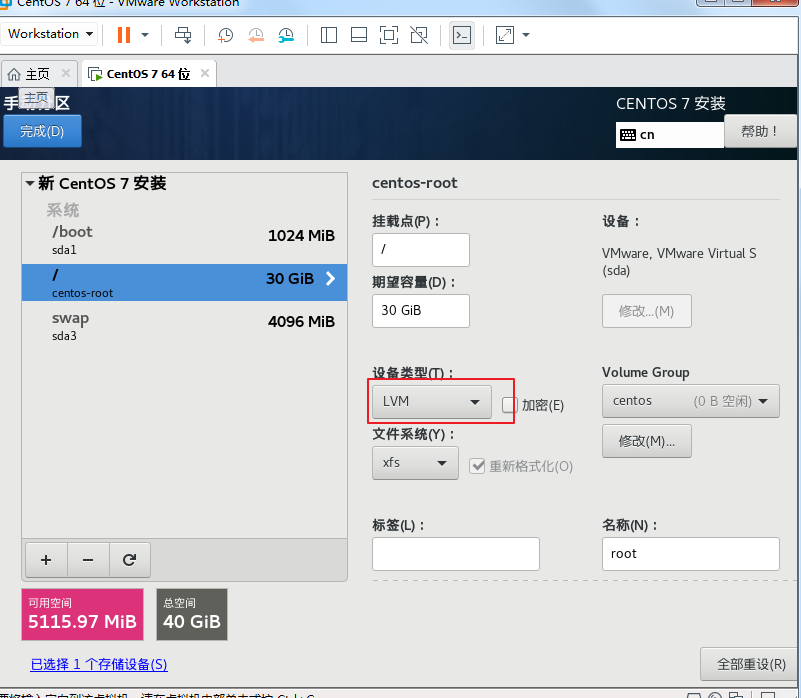 CentOS 7 64 位 - VMware Workstation
Workstation
主页
CentOS 7 64 位
主页
区
CENTOS 7 安装
完成(D)
cn
帮助！
新 CentOS 7 安装
系统
/boot
1024 MiB
sda1
/
30 GiB
centos-root
swap
4096 MiB
sda3
可用空间
5115.97 MiB
总空间
40 GiB
已选择 1 个存储设备(S)
centos-root
挂载点(P)：
/
期望容量(D)：
30 GiB
设备：
VMware, VMware Virtual S
(sda)
修改...(M)
设备类型(T)：
LVM
加密(E)
Volume Group
centos
(0 B 空闲)
修改(M)...
文件系统(Y)：
xfs
重新格式化(O)
标签(L)：
名称(N)：
root
全部重设(R)